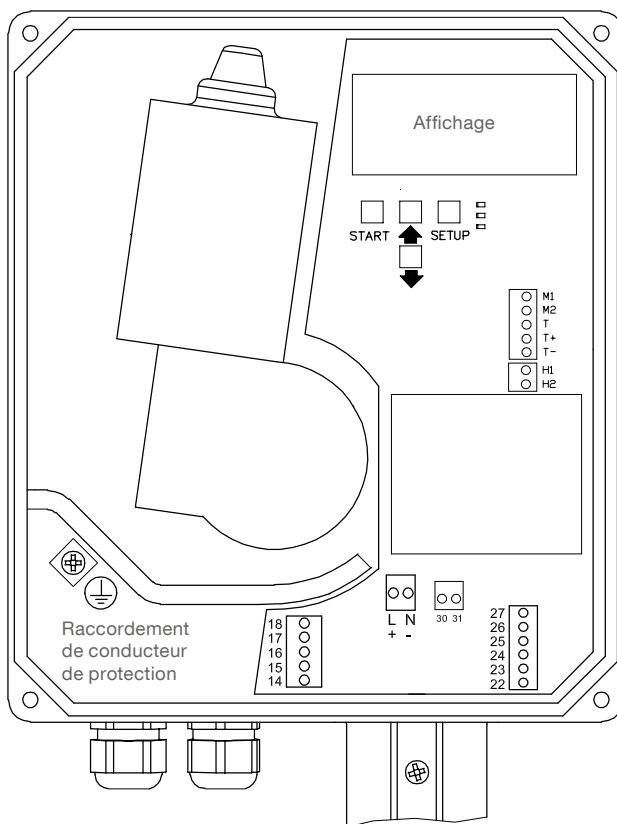 Affichage
START
SETUP
M1
M2
T
T+
T-
H1
H2
L N
+ -
30 31
Raccordement
de conducteur
de protection
18
17
16
15
14
27
26
25
24
23
22